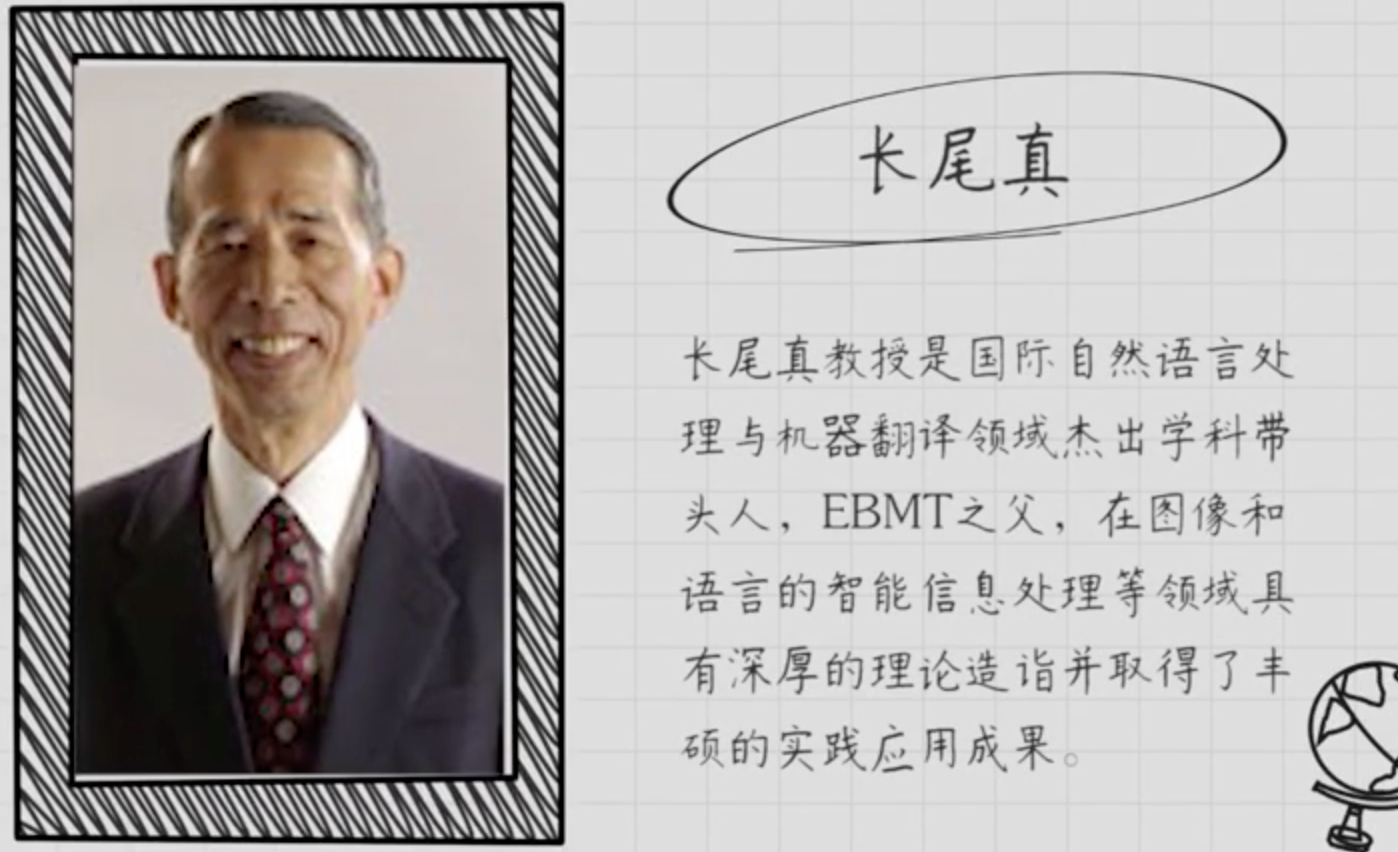 长尾真
长尾真教授是国际自然语言处
理与机器翻译领域杰出学科带
头人，EBMT之父，在图像和
语言的智能信息处理等领域具
有深厚的理论造诣并取得了丰
硕的实践应用成果。